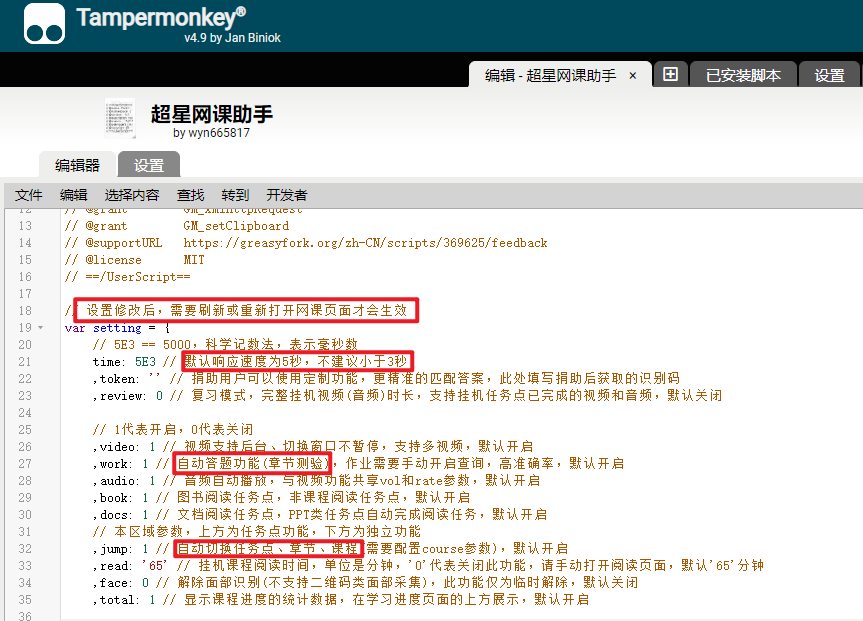 Tampermonkey®
v4.9 by Jan Biniok
编辑 - 超星网课助手 ×
已安装脚本
设置
超星网课助手
by wyn665817
编辑器
设置
文件 编辑 选择内容 查找 转到 开发者
12 // @grant GM_xmlhttpRequest
13 // @grant GM_setClipboard
14 // @supportURL https://greasyfork.org/zh-CN/scripts/369625/feedback
15 // @license MIT
16 // ==/UserScript==
17
18 // 设置修改后，需要刷新或重新打开网课页面才会生效
19 var setting = {
20 // 5E3 == 5000，科学记数法，表示毫秒数
21 time: 5E3 // 默认响应速度为5秒，不建议小于3秒
22 ,token: '' // 捐助用户可以使用定制功能，更精准的匹配答案，此处填写捐助后获取的识别码
23 ,review: 0 // 复习模式，完整挂机视频(音频)时长，支持挂机任务点已完成的视频和音频，默认关闭
24
25 // 1代表开启，0代表关闭
26 ,video: 1 // 视频支持后台、切换窗口不暂停，支持多视频，默认开启
27 ,work: 1 // 自动答题功能(章节测验)，作业需要手动开启查询，高准确率，默认开启
28 ,audio: 1 // 音频自动播放，与视频功能共享vol和rate参数，默认开启
29 ,book: 1 // 图书阅读任务点，非课程阅读任务点，默认开启
30 ,docs: 1 // 文档阅读任务点，PPT类任务点自动完成阅读任务，默认开启
31 // 本区域参数，上方为任务点功能，下方为独立功能
32 ,jump: 1 // 自动切换任务点、章节、课程(需要配置course参数)，默认开启
33 ,read: '65' // 挂机课程阅读时间，单位是分钟，'0'代表关闭此功能，请手动打开阅读页面，默认'65'分钟
34 ,face: 0 // 解除面部识别(不支持二维码类面部采集)，此功能仅为临时解除，默认关闭
35 ,total: 1 // 显示课程进度的统计数据，在学习进度页面的上方展示，默认开启
36